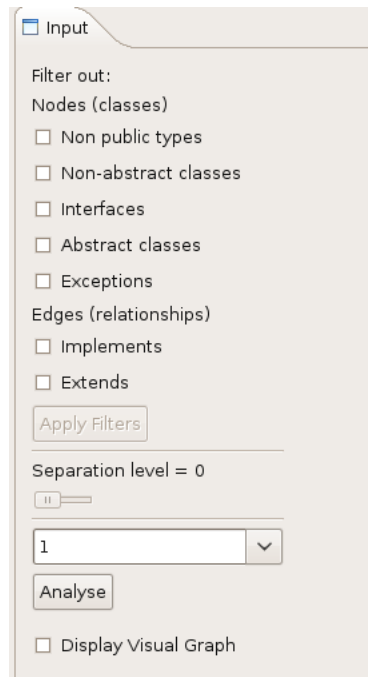 Input
Filter out:
Nodes (classes)
Non public types
Non-abstract classes
Interfaces
Abstract classes
Exceptions
Edges (relationships)
Implements
Extends
Apply Filters
Separation level = 0
1
Analyse
Display Visual Graph